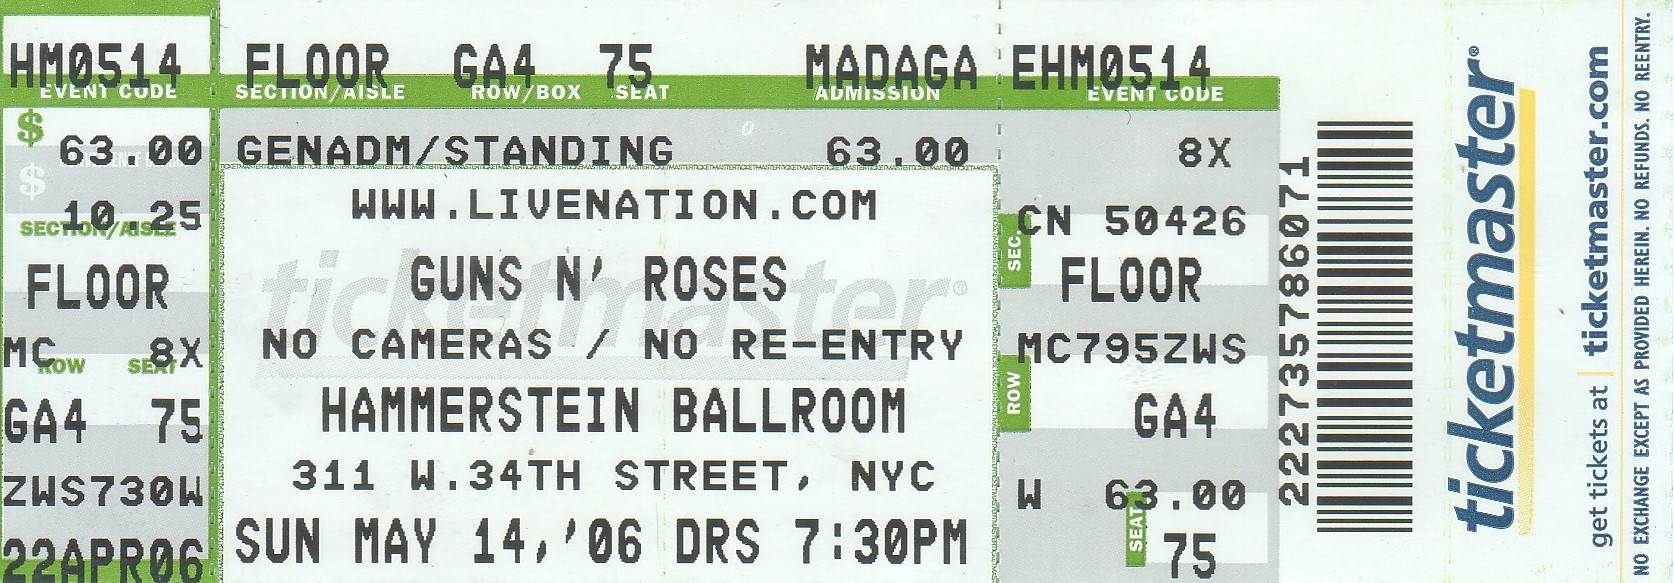 HM0514
EVENT CODE
$ 63.00
$
10.25
SECTION/AISLE
FLOOR
MC 8X
ROW SEAT
GA4 75
ZWS730W
22APR06
FLOOR GA4 75 MADAGA
SECTION/AISLE ROW/BOX SEAT ADMISSION
GENADM/STANDING 63.00
WWW.LIVENATION.COM
ticketmaster®
GUNS N' ROSES
NO CAMERAS / NO RE-ENTRY
HAMMERSTEIN BALLROOM
311 W.34TH STREET, NYC
SUN MAY 14,'06 DRS 7:30PM
EHM0514
EVENT CODE
8X
CN 50426
SEC.
FLOOR
MC795ZWS
ROW
GA4
W 63.00
SEAT
75
222735786071
ticketmaster®
get tickets at | ticketmaster.com
NO EXCHANGE EXCEPT AS PROVIDED HEREIN. NO REFUNDS. NO REENTRY.